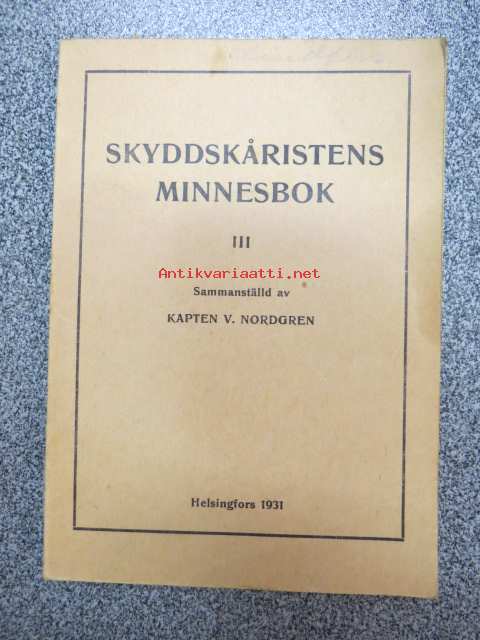 SKYDDSKÅRISTENS
MINNESBOK
III
Antikvariaatti.net
Sammanställd av
KAPTEN V. NORDGREN
Helsingfors 1931